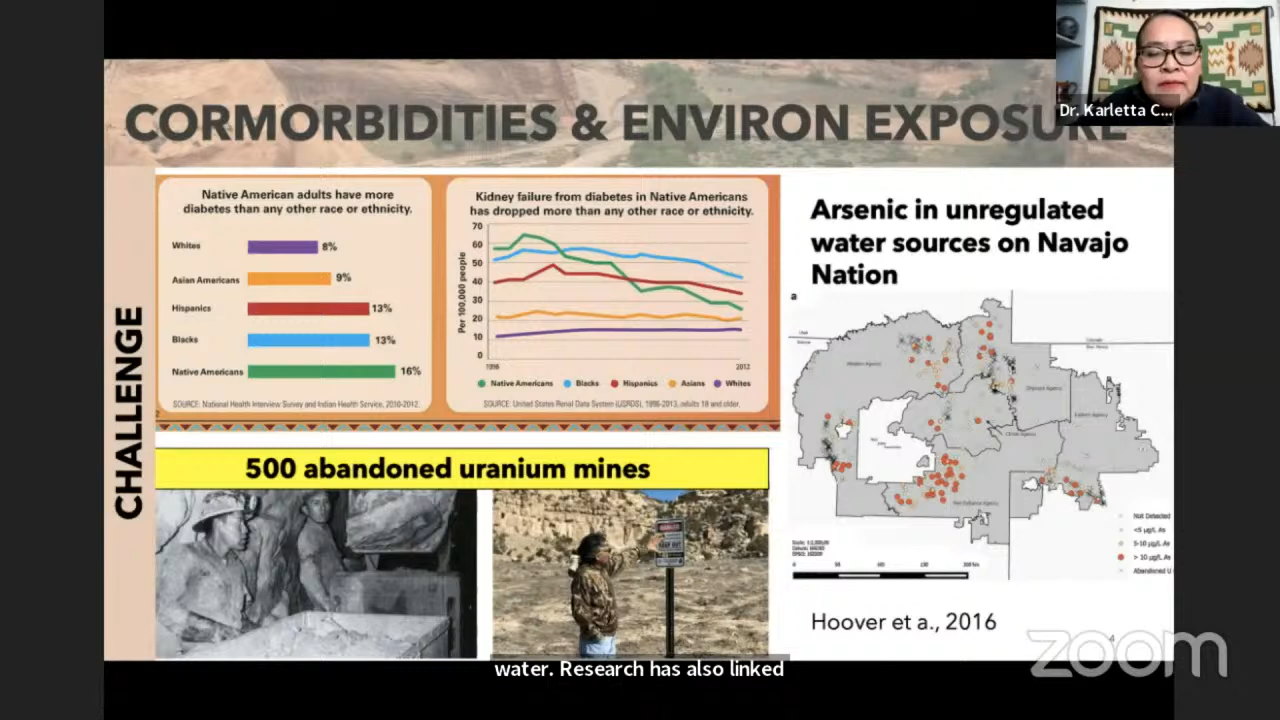 Dr. Karletta C...
CORMORBIDITIES & ENVIRON EXPOSURE
CHALLENGE
Native American adults have more
diabetes than any other race or ethnicity.
Whites
8%
Asian Americans
9%
Hispanics
13%
Blacks
13%
Native Americans
16%
SOURCE: National Health Interview Survey and Indian Health Service, 2010-2012.
Kidney failure from diabetes in Native Americans
has dropped more than any other race or ethnicity.
Per 100,000 people
70
60
50
40
30
20
10
0
1996
2013
Native Americans
Blacks
Hispanics
Asians
Whites
SOURCE: United States Renal Data System (USRDS), 1996-2013, adults 18 and older.
500 abandoned uranium mines
Arsenic in unregulated
water sources on Navajo
Nation
a
Not Detected
<5 µg/L As
5-10 µg/L As
> 10 µg/L As
Abandoned U
Hoover et a., 2016
4
zoom
water. Research has also linked